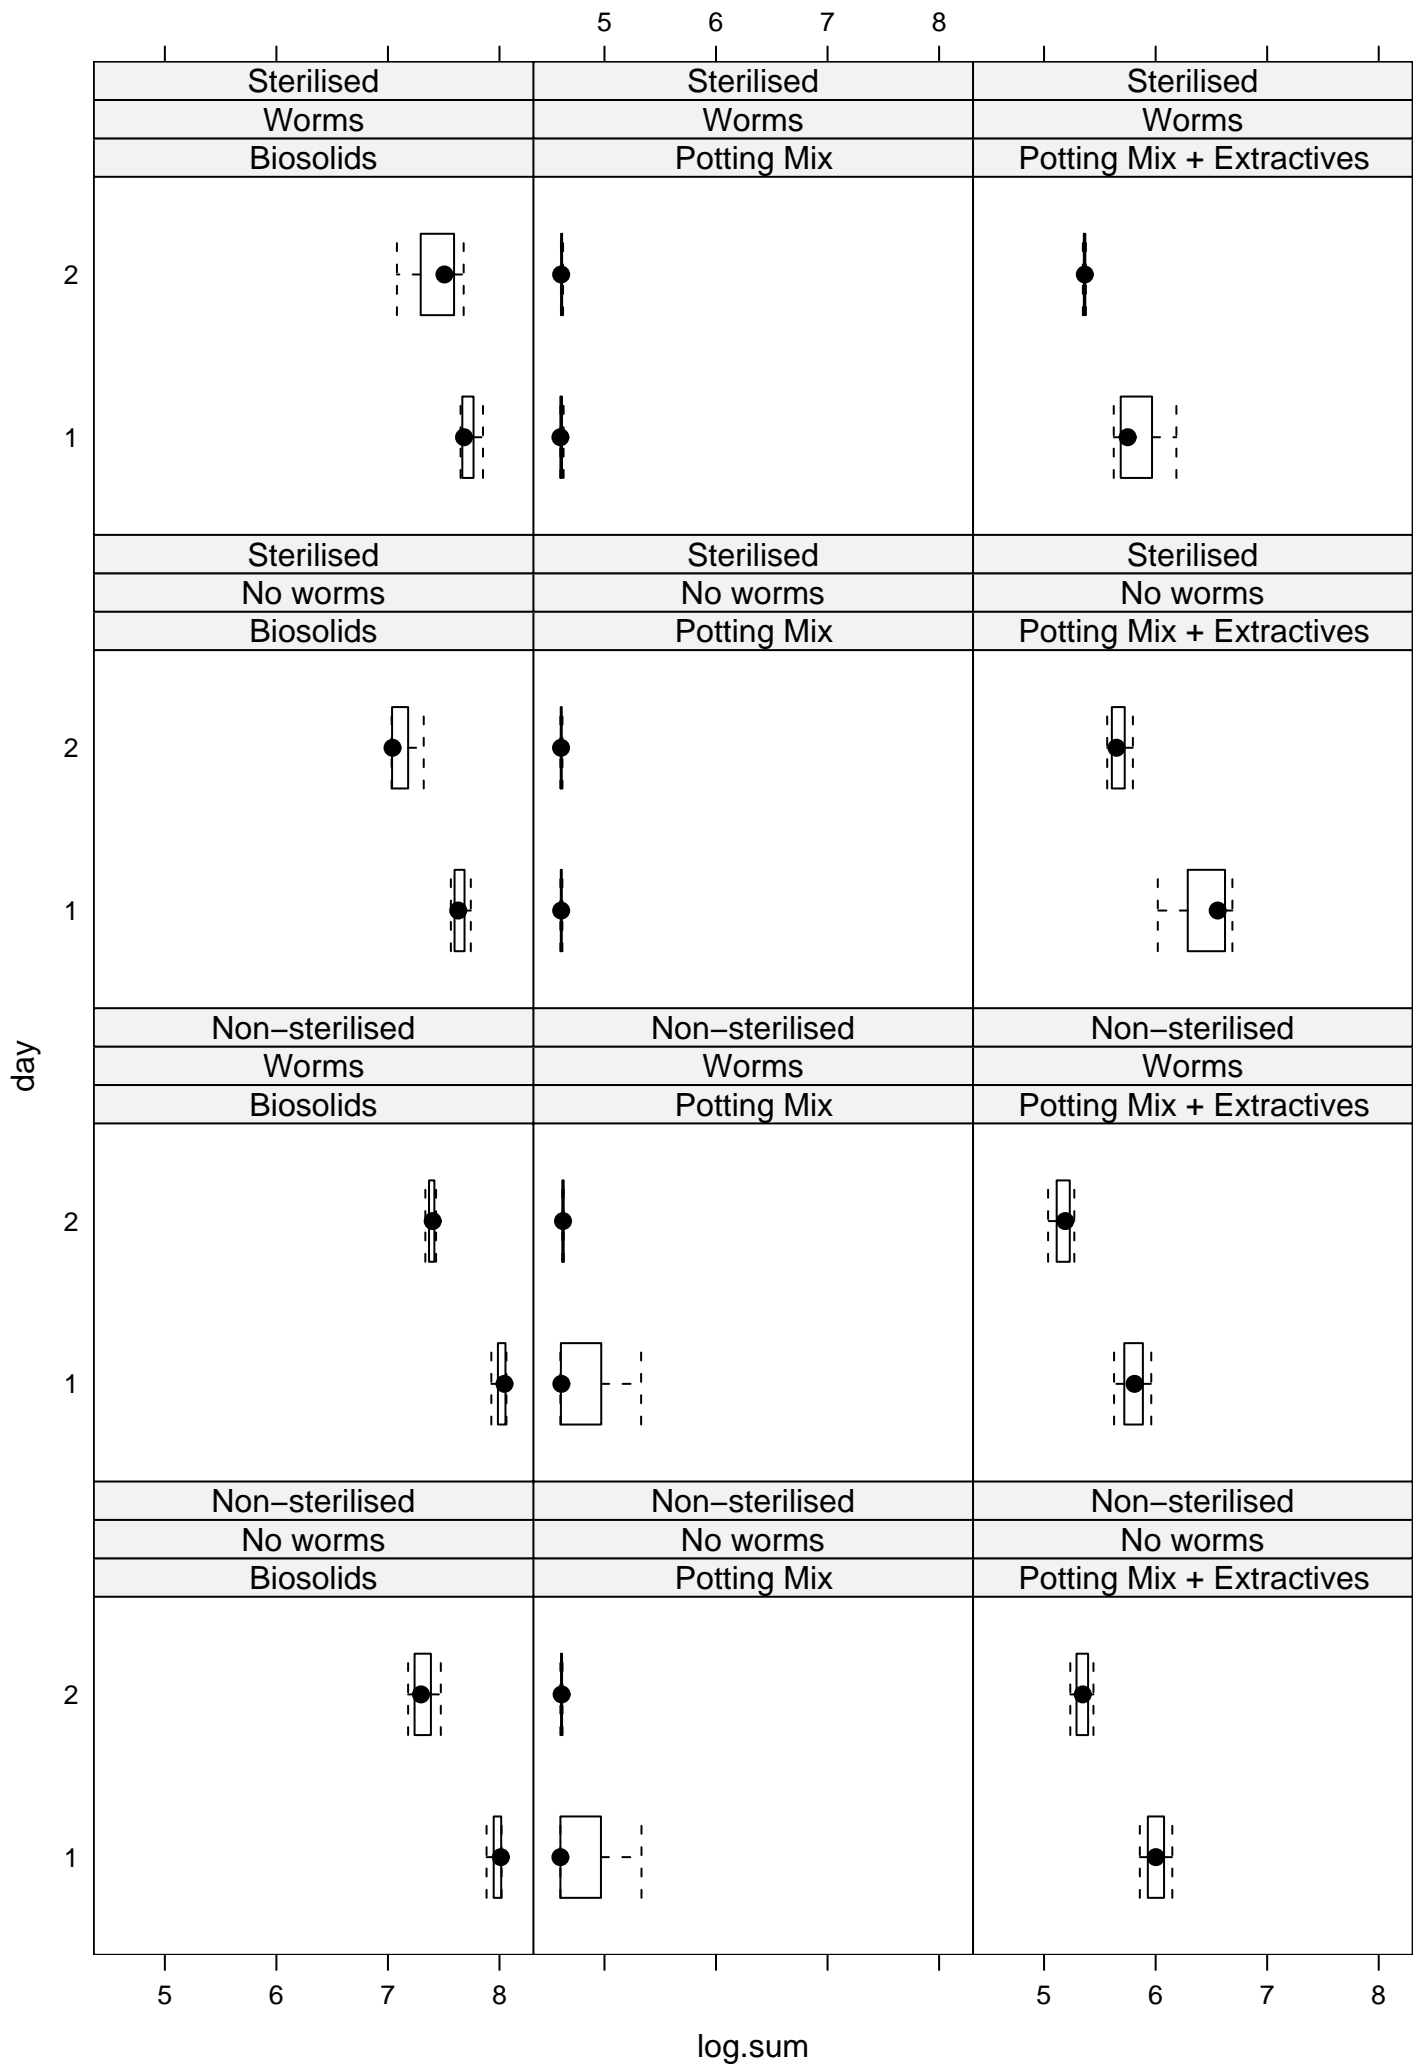 5 6 7 8
Sterilised Sterilised Sterilised
Worms Worms Worms
Biosolids Potting Mix Potting Mix + Extractives
2
1
Sterilised Sterilised Sterilised
No worms No worms No worms
Biosolids Potting Mix Potting Mix + Extractives
2
1
Non−sterilised Non−sterilised Non−sterilised
Worms Worms Worms
Biosolids Potting Mix Potting Mix + Extractives
2
1
Non−sterilised Non−sterilised Non−sterilised
No worms No worms No worms
Biosolids Potting Mix Potting Mix + Extractives
2
1
day
5 6 7 8 5 6 7 8
log.sum